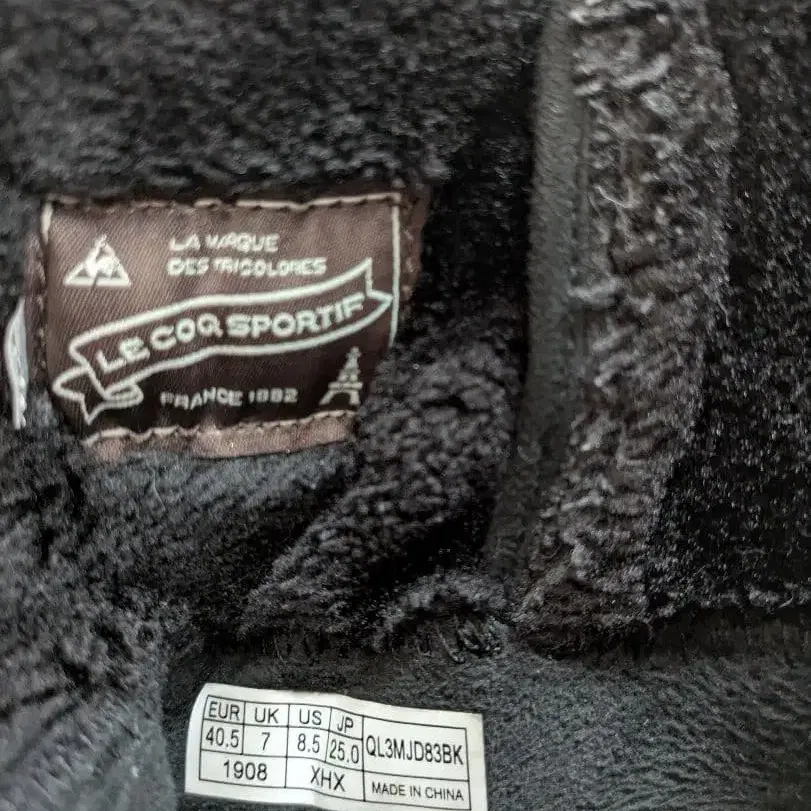 LA MARQUE
DES TRICOLORES
LE COQ SPORTIF
FRANCE 1882
EUR UK US JP
40.5 7 8.5 25.0 QL3MJD83BK
1908 XHX MADE IN CHINA